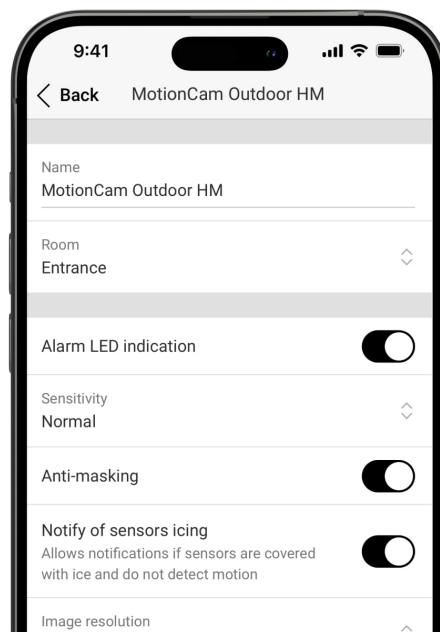 9:41
Back MotionCam Outdoor HM
Name
MotionCam Outdoor HM
Room
Entrance
Alarm LED indication
Sensitivity
Normal
Anti-masking
Notify of sensors icing
Allows notifications if sensors are covered
with ice and do not detect motion
Image resolution